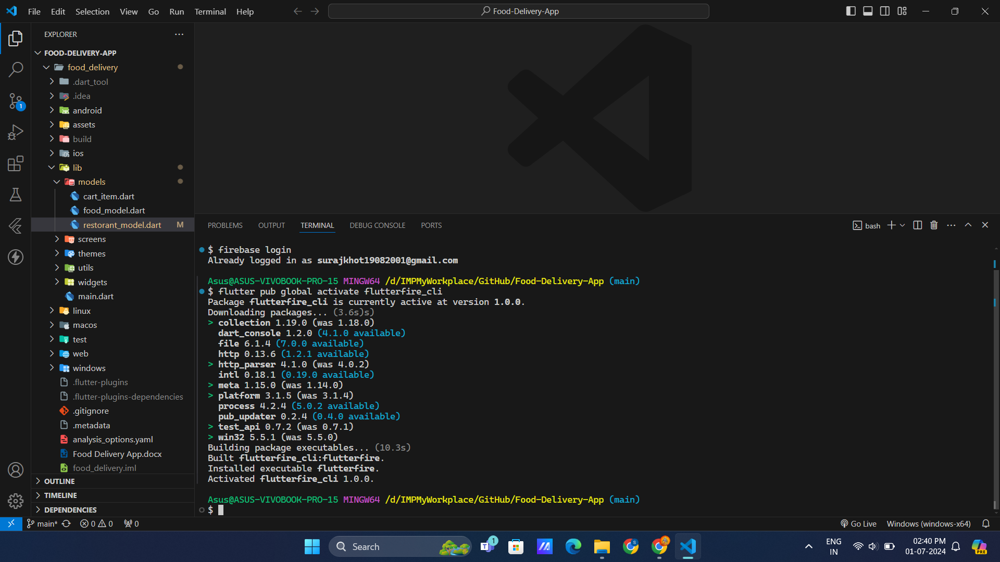 File Edit Selection View Go Run Terminal Help
Food-Delivery-App
EXPLORER
FOOD-DELIVERY-APP
food_delivery
.dart_tool
.idea
android
assets
build
ios
lib
models
cart_item.dart
food_model.dart
restorant_model.dart M
screens
themes
utils
widgets
main.dart
linux
macos
test
web
windows
.flutter-plugins
.flutter-plugins-dependencies
.gitignore
.metadata
analysis_options.yaml
Food Delivery App.docx
food_delivery.iml
OUTLINE
TIMELINE
DEPENDENCIES
1
PROBLEMS OUTPUT TERMINAL DEBUG CONSOLE PORTS
bash
$ firebase login
Already logged in as surajkhot19082001@gmail.com
Asus@ASUS-VIVOBOOK-PRO-15 MINGW64 /d/IMPMyWorkplace/GitHub/Food-Delivery-App (main)
$ flutter pub global activate flutterfire_cli
Package flutterfire_cli is currently active at version 1.0.0.
Downloading packages... (3.6s)s)
> collection 1.19.0 (was 1.18.0)
dart_console 1.2.0 (4.1.0 available)
file 6.1.4 (7.0.0 available)
http 0.13.6 (1.2.1 available)
> http_parser 4.1.0 (was 4.0.2)
intl 0.18.1 (0.19.0 available)
> meta 1.15.0 (was 1.14.0)
> platform 3.1.5 (was 3.1.4)
process 4.2.4 (5.0.2 available)
pub_updater 0.2.4 (0.4.0 available)
> test_api 0.7.2 (was 0.7.1)
> win32 5.5.1 (was 5.5.0)
Building package executables... (10.3s)
Built flutterfire_cli:flutterfire.
Installed executable flutterfire.
Activated flutterfire_cli 1.0.0.
Asus@ASUS-VIVOBOOK-PRO-15 MINGW64 /d/IMPMyWorkplace/GitHub/Food-Delivery-App (main)
$
main* 0 0 0
Go Live Windows (windows-x64)
Search
1
ENG
IN
02:40 PM
01-07-2024
PRE